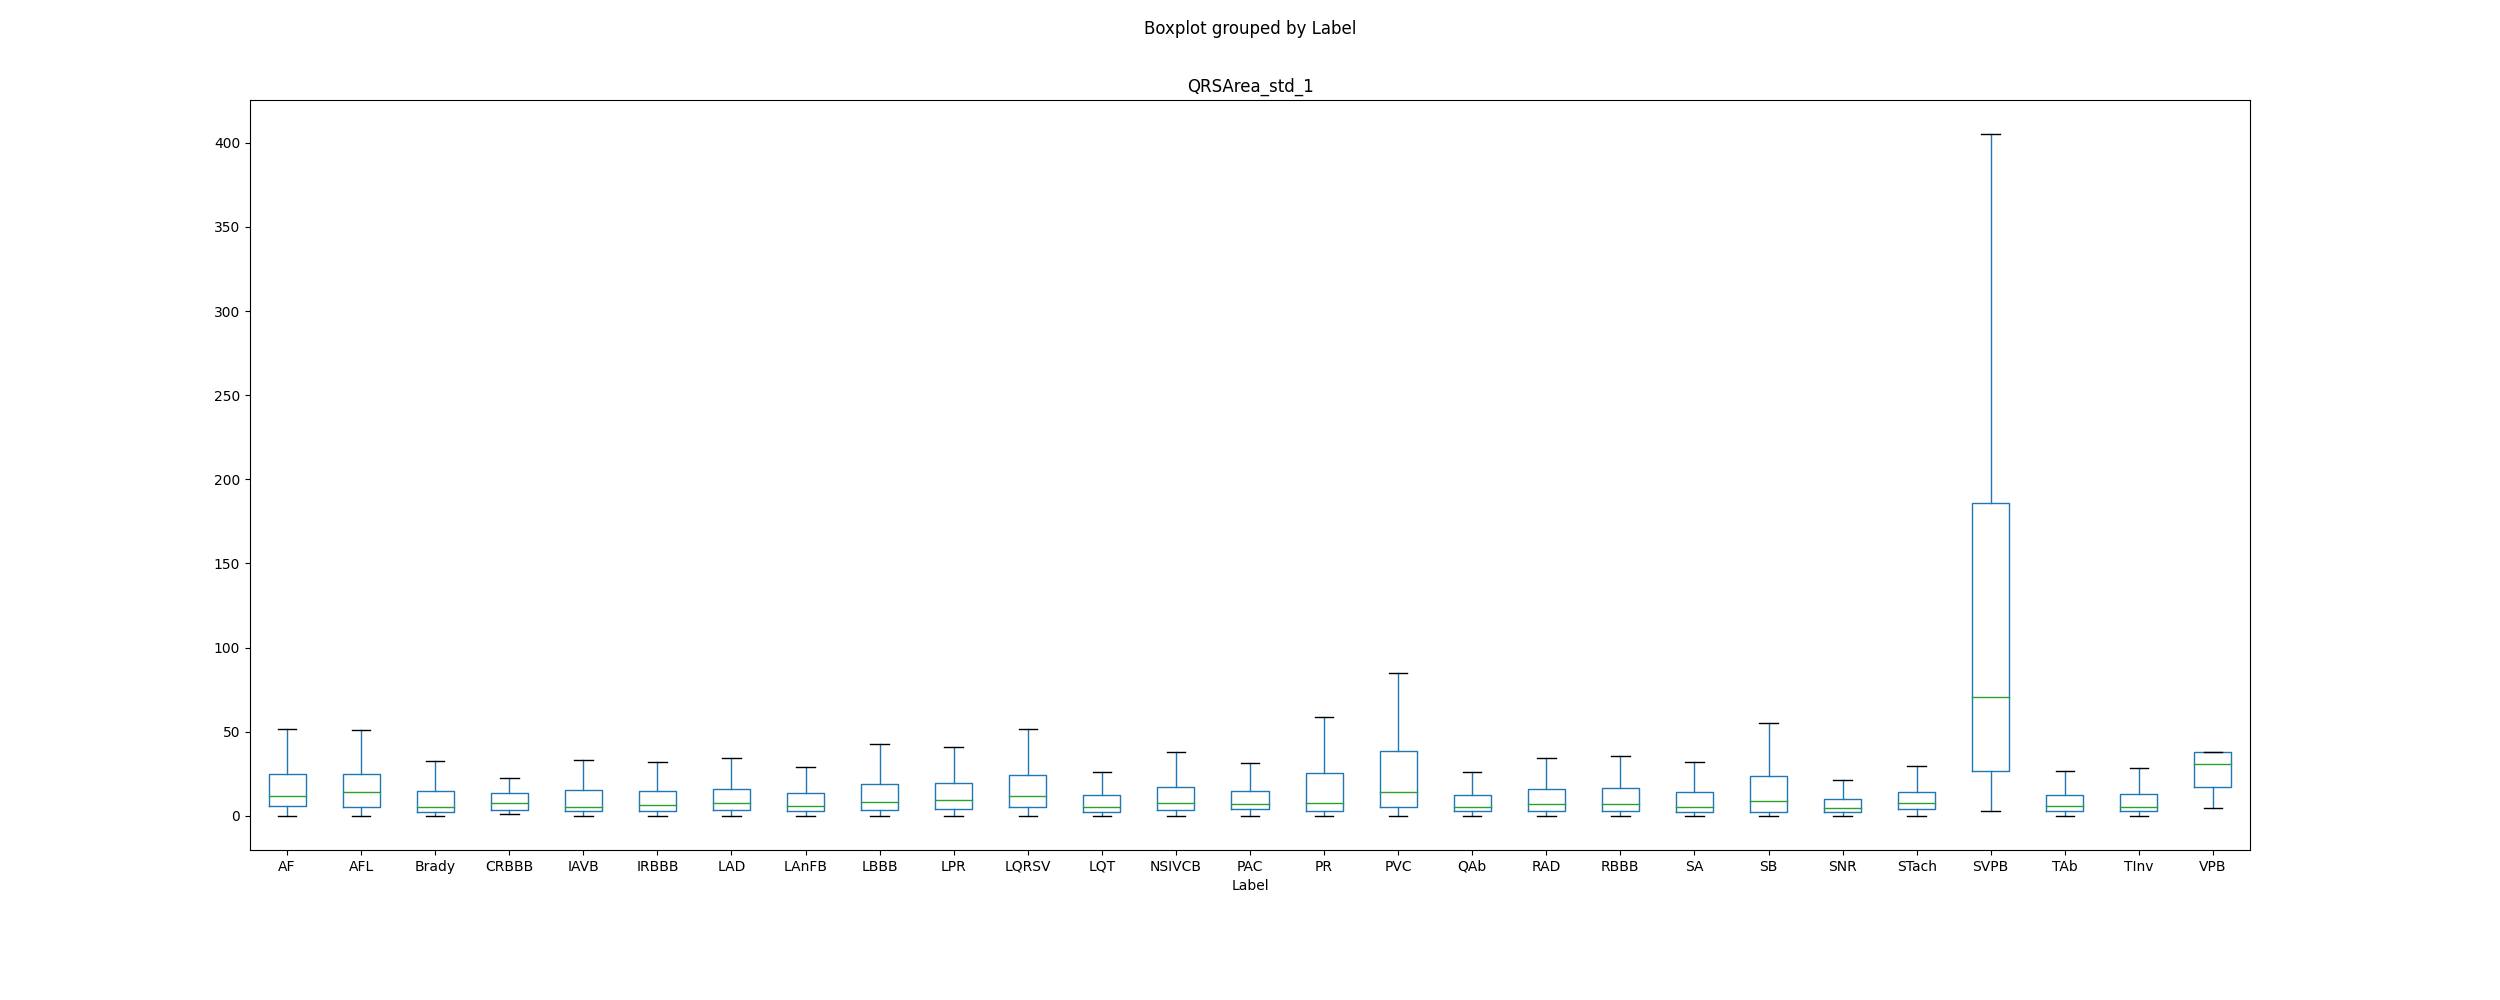 Boxplot grouped by Label
QRSArea_std_1
400
350
300
250
200
150
100
50
0
AF AFL Brady CRBBB IAVB IRBBB LAD LAnFB LBBB LPR LQRSV LQT NSIVCB PAC PR PVC QAb RAD RBBB SA SB SNR STach SVPB TAb TInv VPB
Label